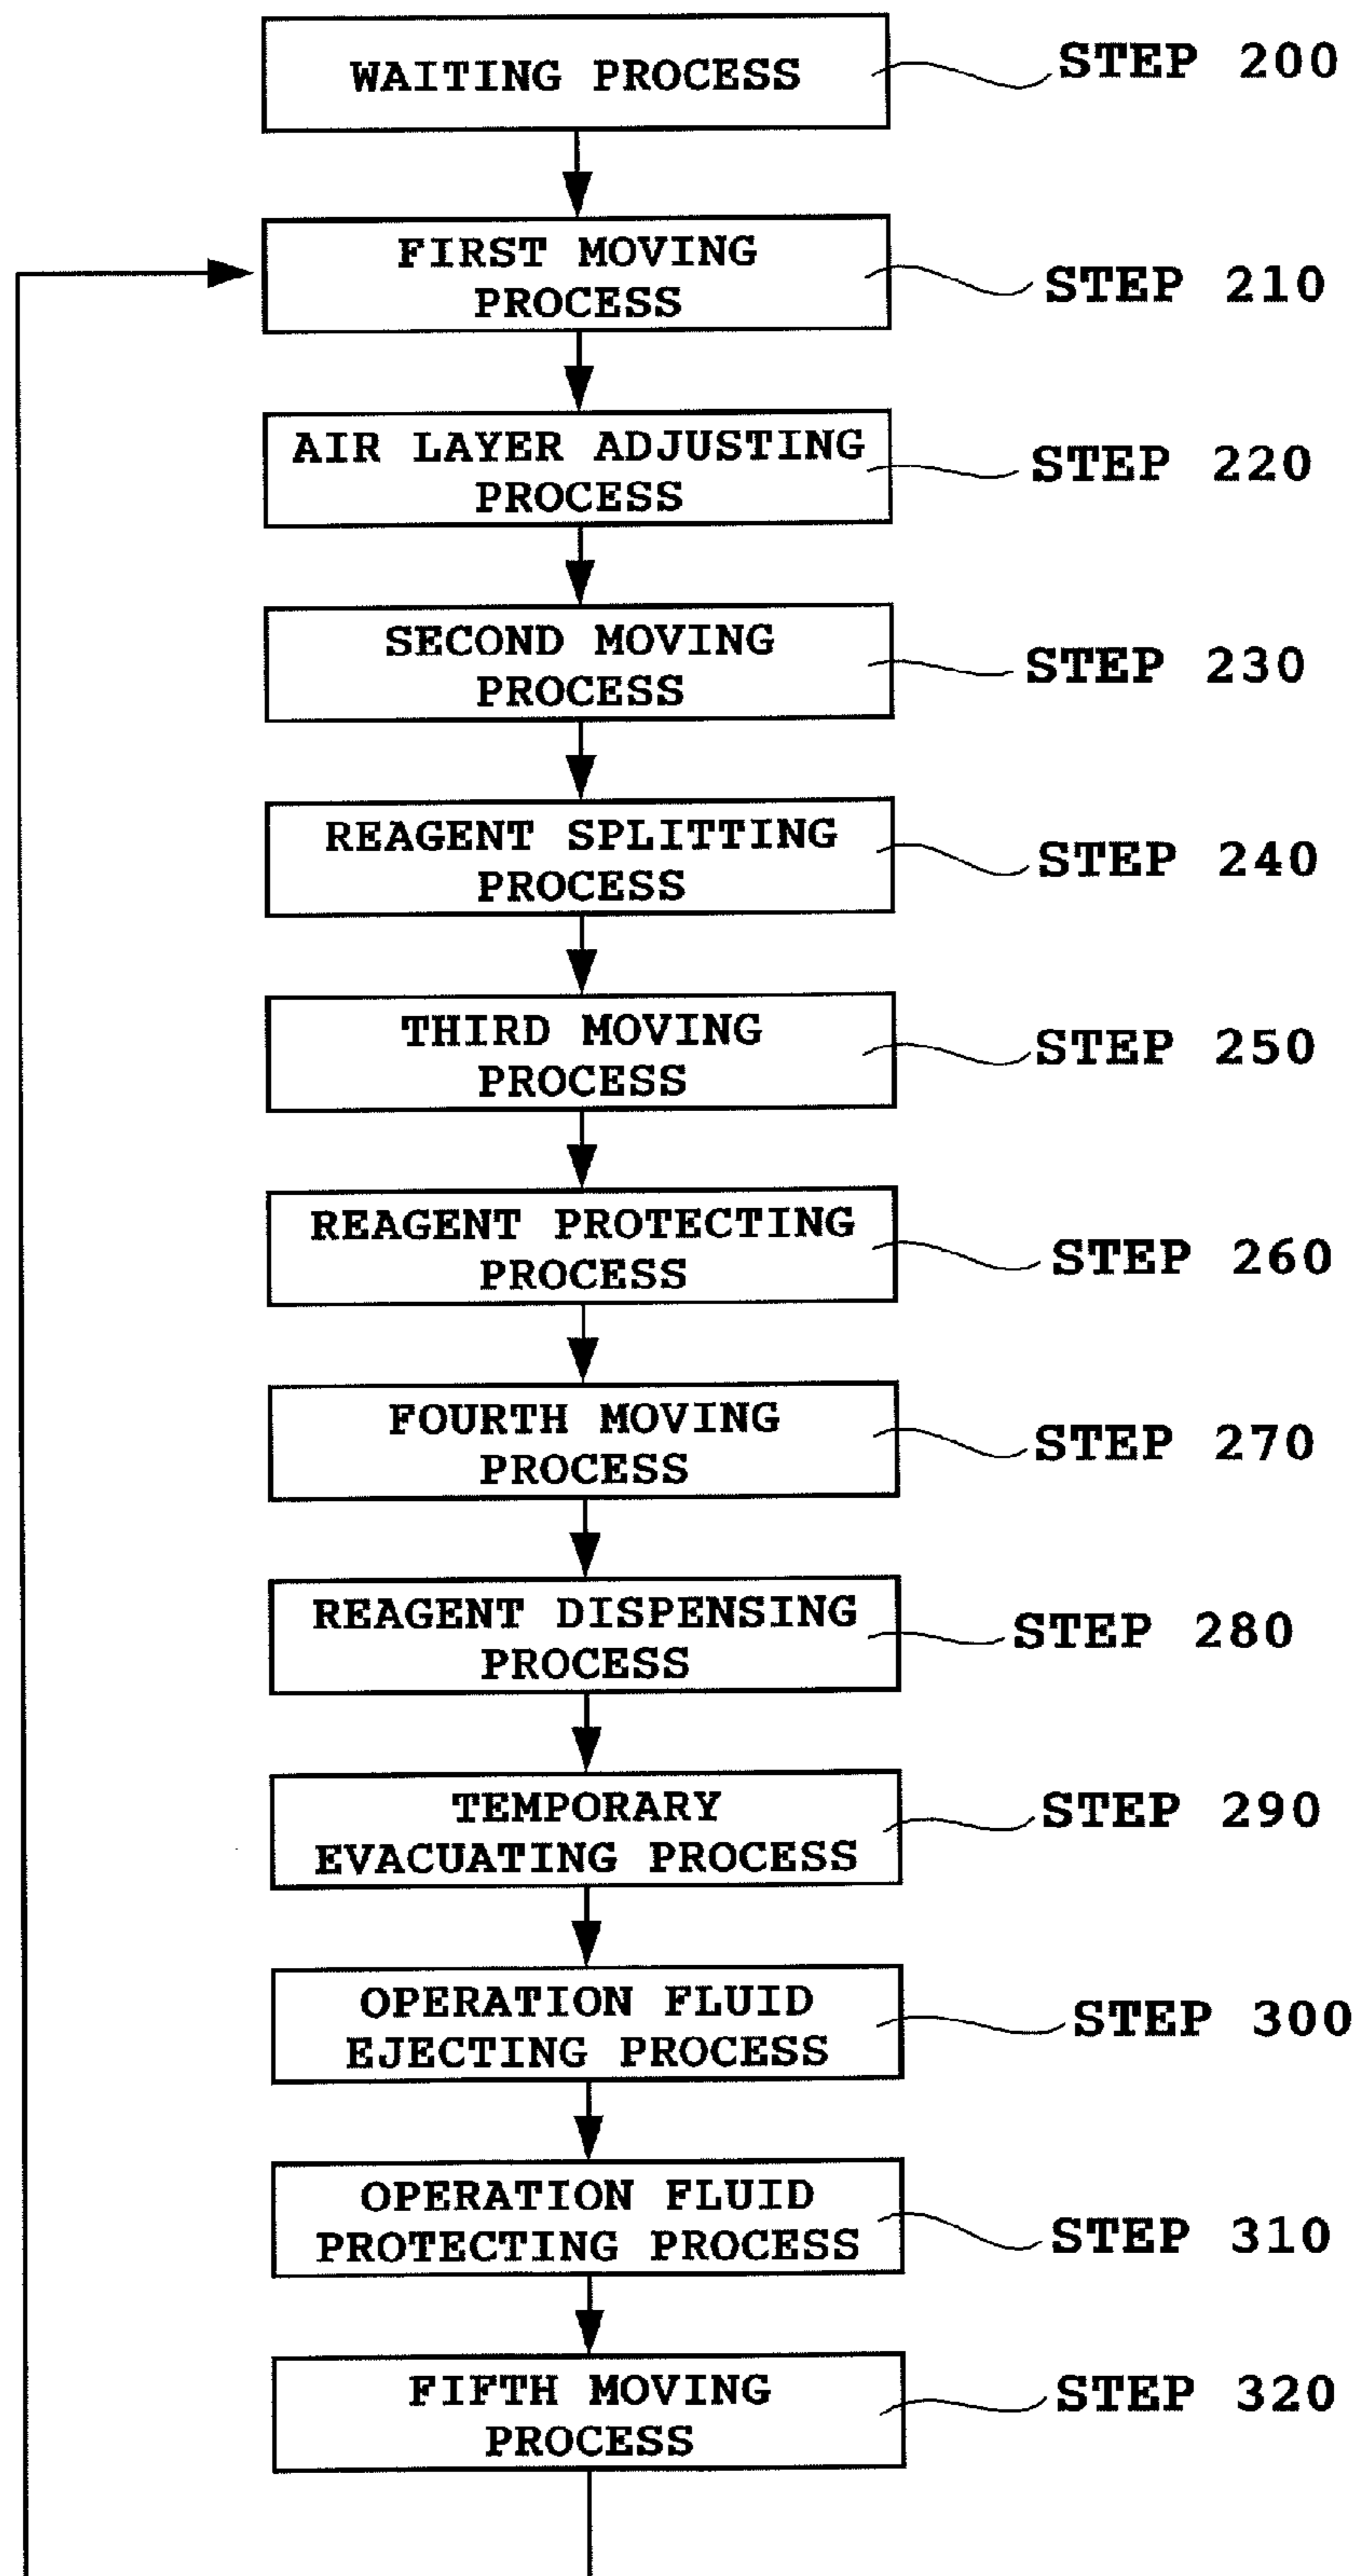 WAITING PROCESS
STEP 200
FIRST MOVING
PROCESS
STEP 210
AIR LAYER ADJUSTING
PROCESS
STEP 220
SECOND MOVING
PROCESS
STEP 230
REAGENT SPLITTING
PROCESS
STEP 240
THIRD MOVING
PROCESS
STEP 250
REAGENT PROTECTING
PROCESS
STEP 260
FOURTH MOVING
PROCESS
STEP 270
REAGENT DISPENSING
PROCESS
STEP 280
TEMPORARY
EVACUATING PROCESS
STEP 290
OPERATION FLUID
EJECTING PROCESS
STEP 300
OPERATION FLUID
PROTECTING PROCESS
STEP 310
FIFTH MOVING
PROCESS
STEP 320